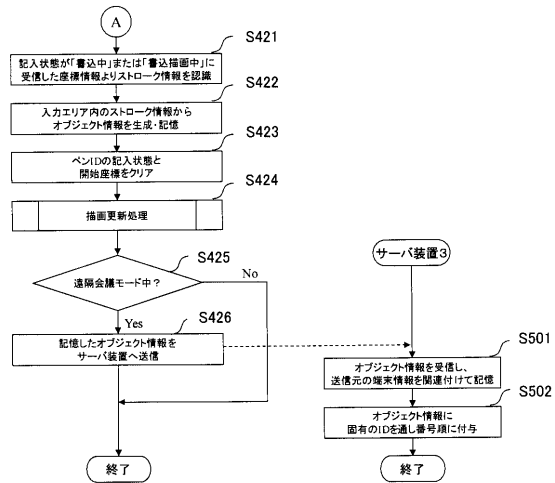 A
S421
記入状態が「書込中」または「書込描画中」に
受信した座標情報よりストローク情報を認識
S422
入力エリア内のストローク情報から
オブジェクト情報を生成・記憶
S423
ペンIDの記入状態と
開始座標をクリア
S424
描画更新処理
S425
遠隔会議モード中？
No
Yes
S426
記憶したオブジェクト情報を
サーバ装置へ送信
終了
サーバ装置3
S501
オブジェクト情報を受信し、
送信元の端末情報を関連付けて記憶
S502
オブジェクト情報に
固有のIDを通し番号順に付与
終了